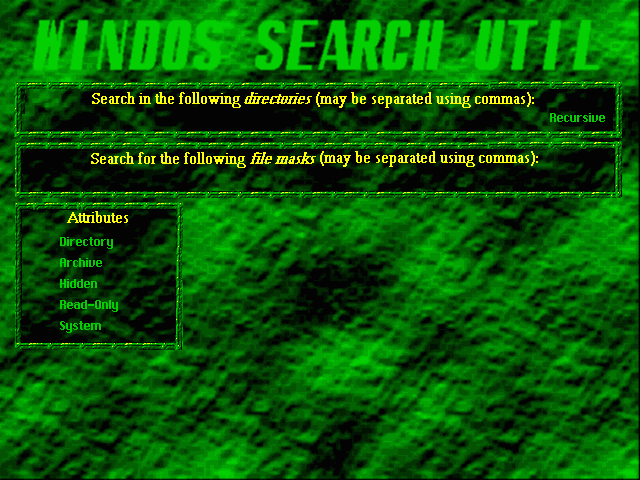 WINDOS SEARCH UTIL
Search in the following directories (may be separated using commas):
Recursive
Search for the following file masks (may be separated using commas):
Attributes
Directory
Archive
Hidden
Read-Only
System